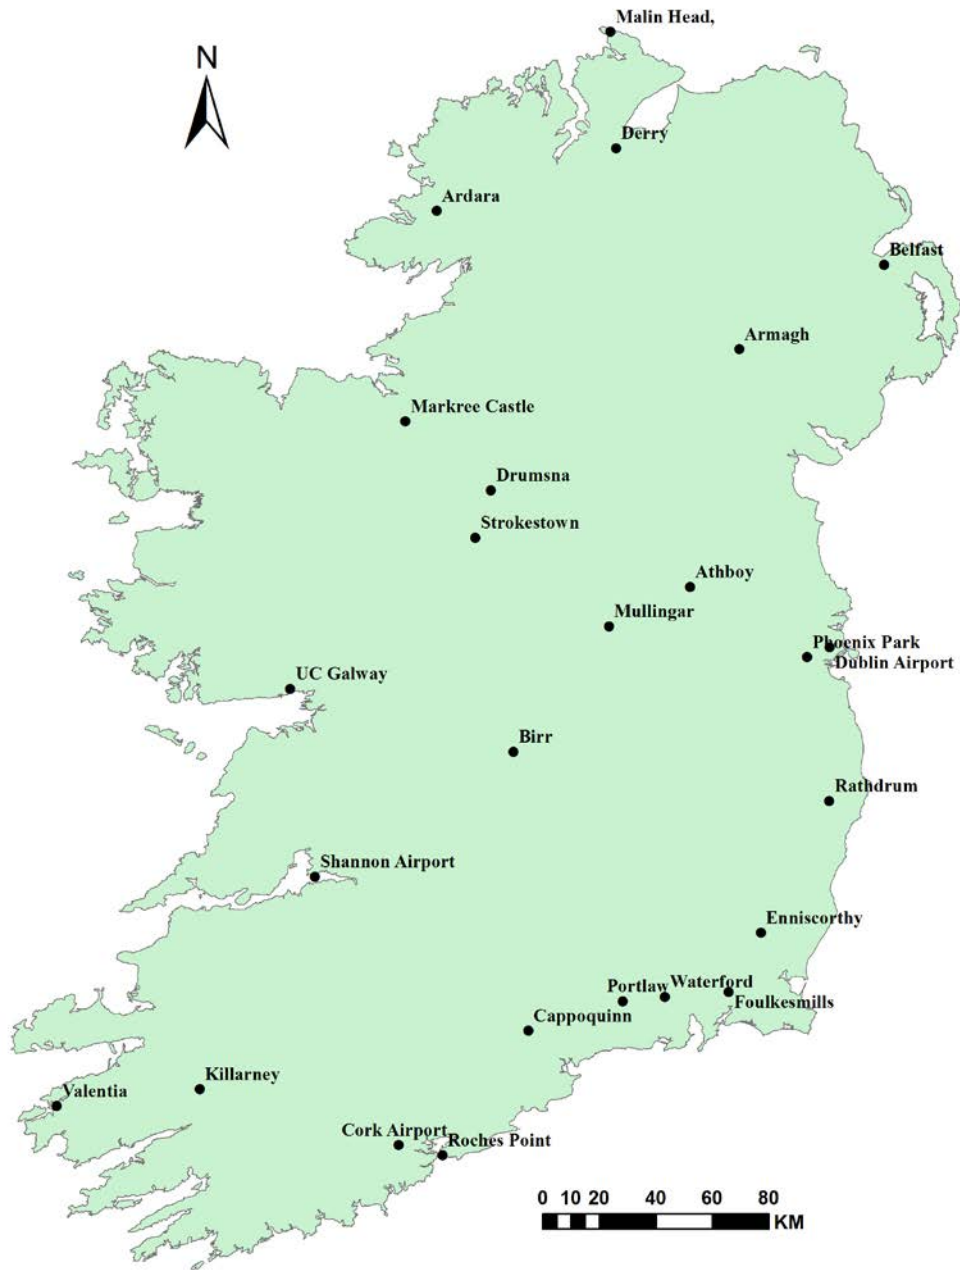 Malin Head,
N
Derry
Ardara
Belfast
Armagh
Markree Castle
Drumsna
Strokestown
Athboy
Mullingar
Phoenix Park
Dublin Airport
UC Galway
Birr
Rathdrum
Shannon Airport
Enniscorthy
Portlaw
Waterford
Foulkesmills
Cappoquinn
Killarney
Valentia
Cork Airport
Roches Point
0 10 20 40 60 80
KM